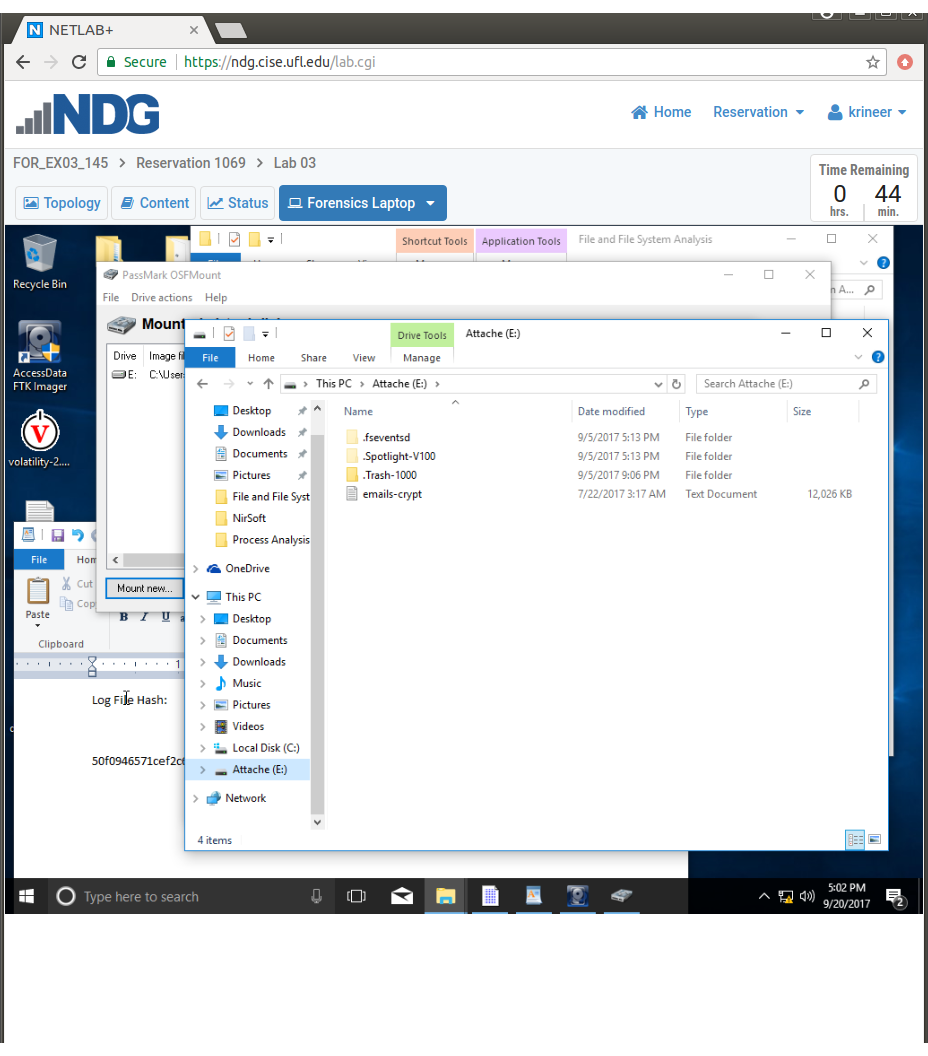 NETLAB+
Secure | https://ndg.cise.ufl.edu/lab.cgi
NDG
Home Reservation krineer
FOR_EX03_145 > Reservation 1069 > Lab 03
Time Remaining
0 44
hrs. min.
Topology Content Status Forensics Laptop
Shortcut Tools Application Tools File and File System Analysis
Recycle Bin
PassMark OSFMount
File Drive actions Help
Mount
Drive Image fi
E: C:\User
AccessData
FTK Imager
volatility-2....
Drive Tools Attache (E:)
File Home Share View Manage
This PC > Attache (E:) >
Search Attache (E:)
Name Date modified Type Size
.fseventsd 9/5/2017 5:13 PM File folder
.Spotlight-V100 9/5/2017 5:13 PM File folder
.Trash-1000 9/5/2017 9:06 PM File folder
emails-crypt 7/22/2017 3:17 AM Text Document 12,026 KB
Desktop
Downloads
Documents
Pictures
File and File Syst
NirSoft
Process Analysis
OneDrive
This PC
Desktop
Documents
Downloads
Music
Pictures
Videos
Local Disk (C:)
Attache (E:)
Network
4 items
Mount new...
File Hom
Cut
Cop
Paste
B I U
Clipboard
1
Log File Hash:
50f0946571cef2c
Type here to search
5:02 PM
9/20/2017
2